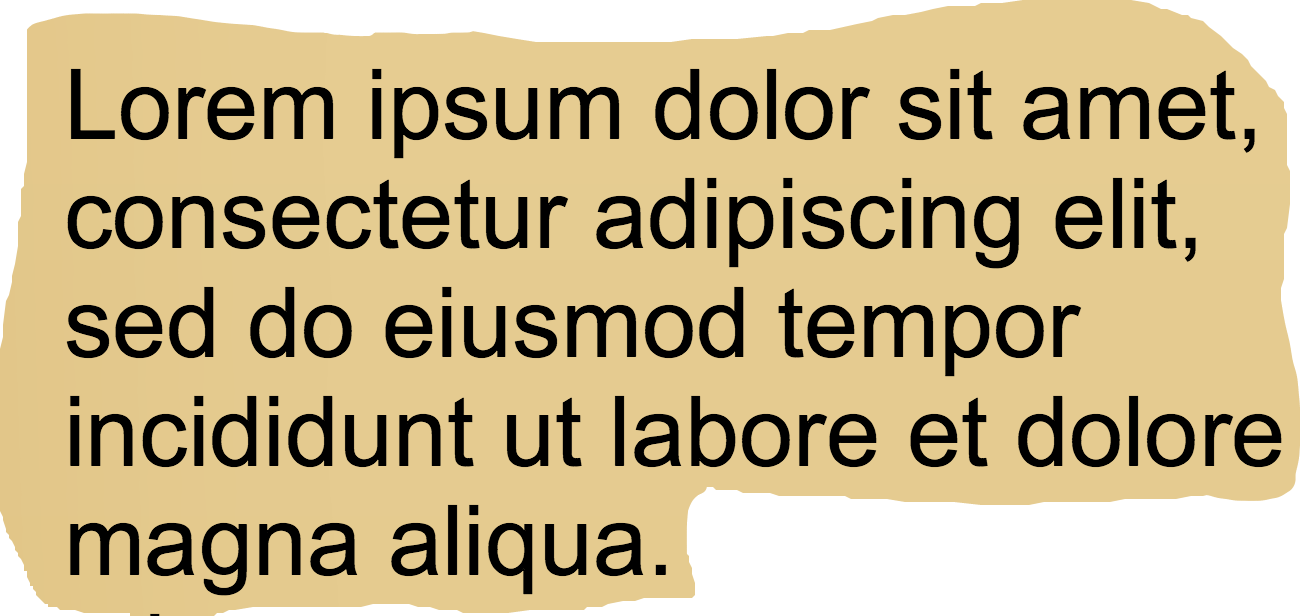 Lorem ipsum dolor sit amet,
consectetur adipiscing elit,
sed do eiusmod tempor
incididunt ut labore et dolore
magna aliqua.